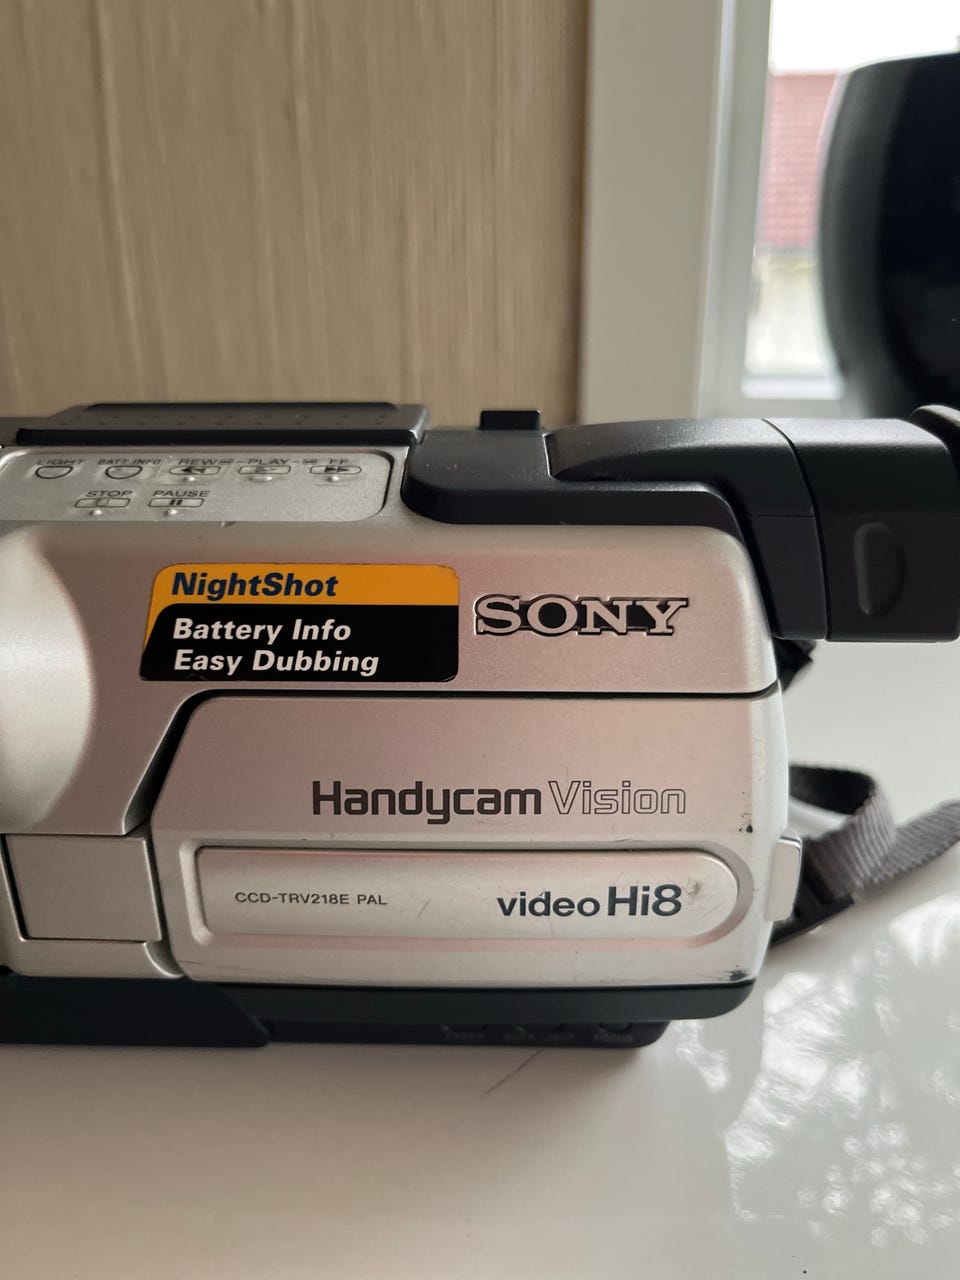 LIGHT BATT INFO REW PLAY FF
STOP PAUSE
NightShot
Battery Info
Easy Dubbing
SONY
Handycam Vision
CCD-TRV218E PAL
video Hi8
FOCUS